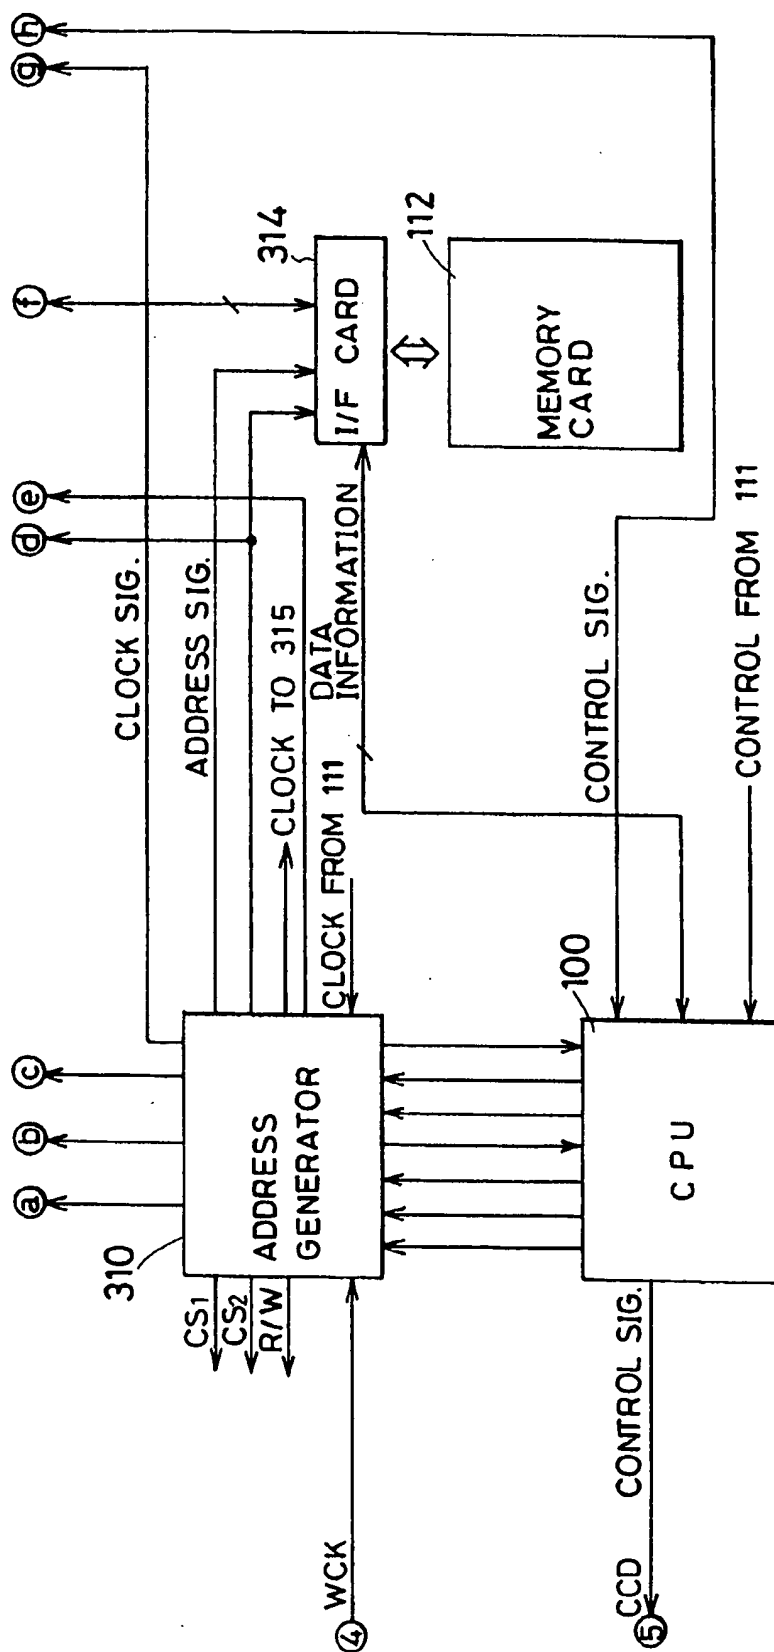 a
b
c
d
e
f
g
h
CLOCK SIG.
ADDRESS SIG.
CLOCK TO 315
DATA
INFORMATION
CLOCK FROM 111
310
ADDRESS
GENERATOR
CS1
CS2
R/W
4
WCK
314
I/F CARD
112
MEMORY
CARD
CONTROL SIG.
CONTROL FROM 111
100
CPU
CCD CONTROL SIG.
5